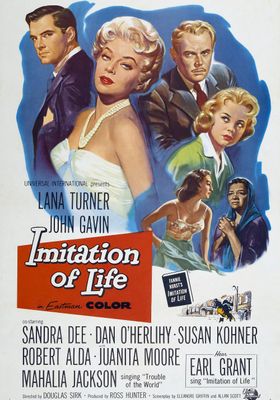 UNIVERSAL-INTERNATIONAL presents
LANA TURNER
JOHN GAVIN
Imitation
of Life
in Eastman COLOR
FANNIE
HURST'S
IMITATION
OF LIFE
co-starring
SANDRA DEE · DAN O'HERLIHY · SUSAN KOHNER
ROBERT ALDA · JUANITA MOORE
Hear
EARL GRANT
sing "Imitation of Life"
MAHALIA JACKSON singing "Trouble of the World"
Directed by DOUGLAS SIRK · Produced by ROSS HUNTER · Screenplay by ELEANORE GRIFFIN and ALLAN SCOTT